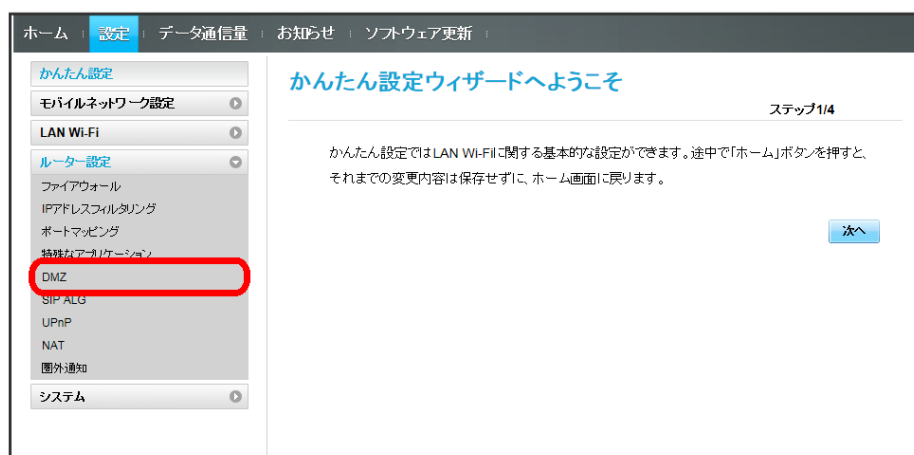 ホーム 設定 データ通信量 お知らせ ソフトウェア更新
かんたん設定
モバイルネットワーク設定
LAN Wi-Fi
ルーター設定
ファイアウォール
IPアドレスフィルタリング
ポートマッピング
特殊なアプリケーション
DMZ
SIP ALG
UPnP
NAT
圏外通知
システム
かんたん設定ウィザードへようこそ
ステップ1/4
かんたん設定ではLAN Wi-Fiに関する基本的な設定ができます。途中で「ホーム」ボタンを押すと、
それまでの変更内容は保存せずに、ホーム画面に戻ります。
次へ